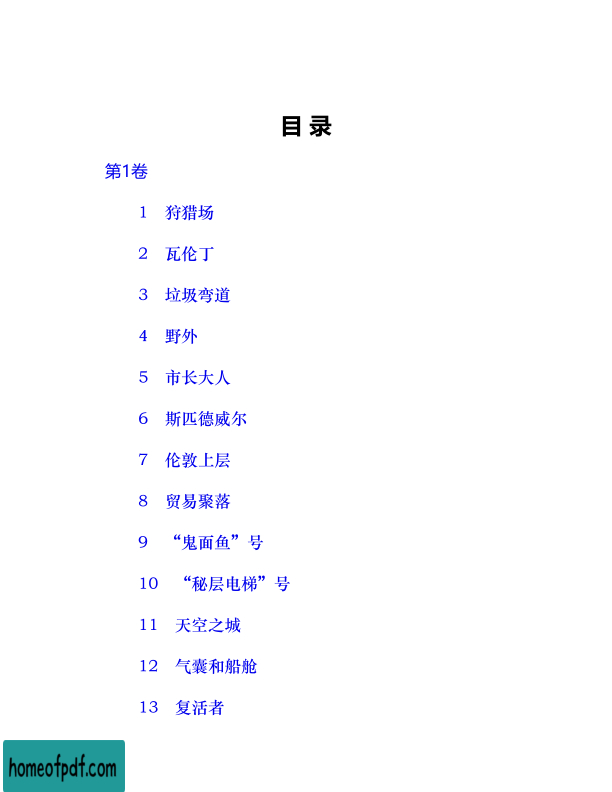 目 录
第1卷
1 狩猎场
2 瓦伦丁
3 垃圾弯道
4 野外
5 市长大人
6 斯匹德威尔
7 伦敦上层
8 贸易聚落
9 “鬼面鱼”号
10 “秘层电梯”号
11 天空之城
12 气囊和船舱
13 复活者
homeofpdf.com